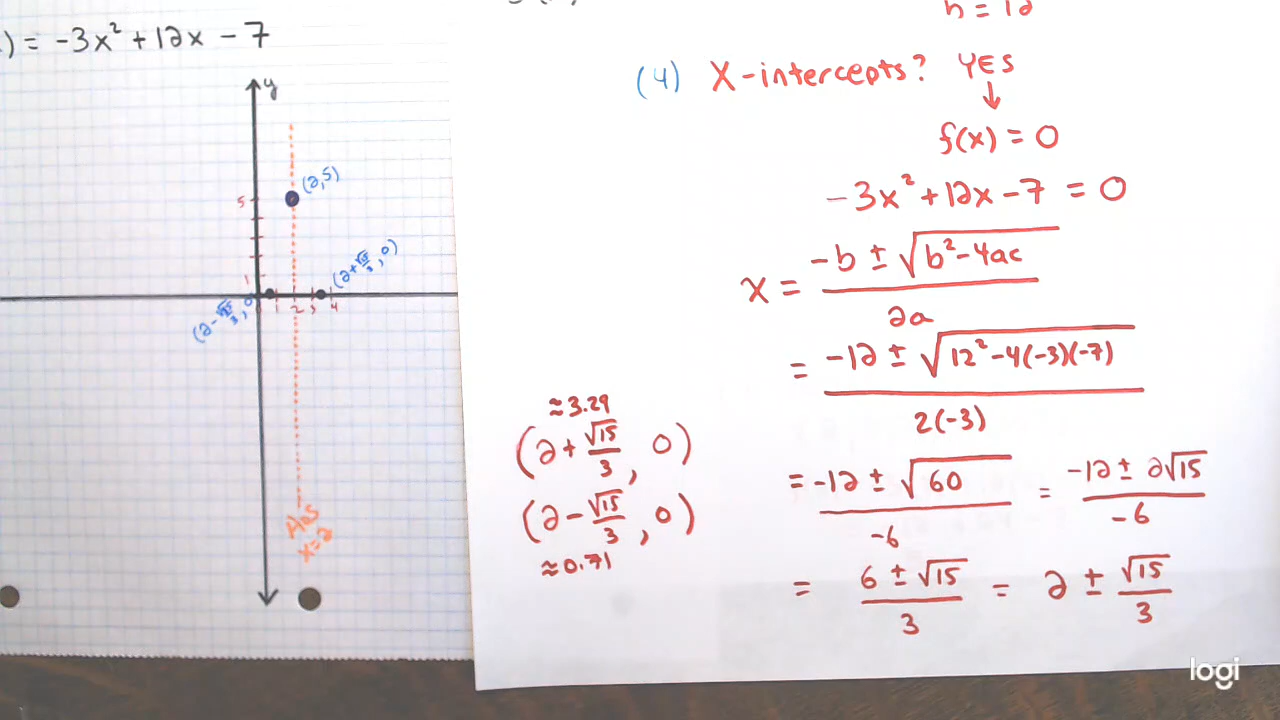 ) = -3x² + 12x - 7
y
(2,5)
5
1
(2+√15/3, 0)
(2-√15/3, 0)
1 2 3 4
AoS
x=2
h = 12
(4) X-intercepts? YES
↓
f(x) = 0
-3x² + 12x - 7 = 0
x = (-b ± √(b²-4ac))/2a
= (-12 ± √(12²-4(-3)(-7)))/2(-3)
= (-12 ± √60)/-6 = (-12 ± 2√15)/-6
= (6 ± √15)/3 = 2 ± √15/3
≈3.29
(2+√15/3, 0)
(2-√15/3, 0)
≈0.71
logi